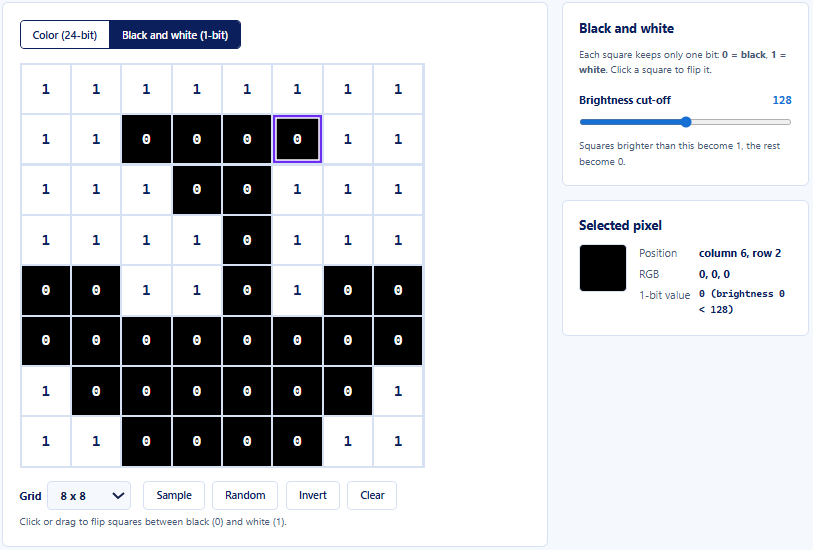 Color (24-bit) Black and white (1-bit)
1 1 1 1 1 1 1 1
1 1 0 0 0 0 1 1
1 1 1 0 0 1 1 1
1 1 1 1 0 1 1 1
0 0 1 1 0 1 0 0
0 0 0 0 0 0 0 0
1 0 0 0 0 0 0 1
1 1 0 0 0 0 1 1
Grid 8 x 8 Sample Random Invert Clear
Click or drag to flip squares between black (0) and white (1).
Black and white
Each square keeps only one bit: 0 = black, 1 =
white. Click a square to flip it.
Brightness cut-off 128
Squares brighter than this become 1, the rest
become 0.
Selected pixel
Position column 6, row 2
RGB 0, 0, 0
1-bit value 0 (brightness 0
< 128)